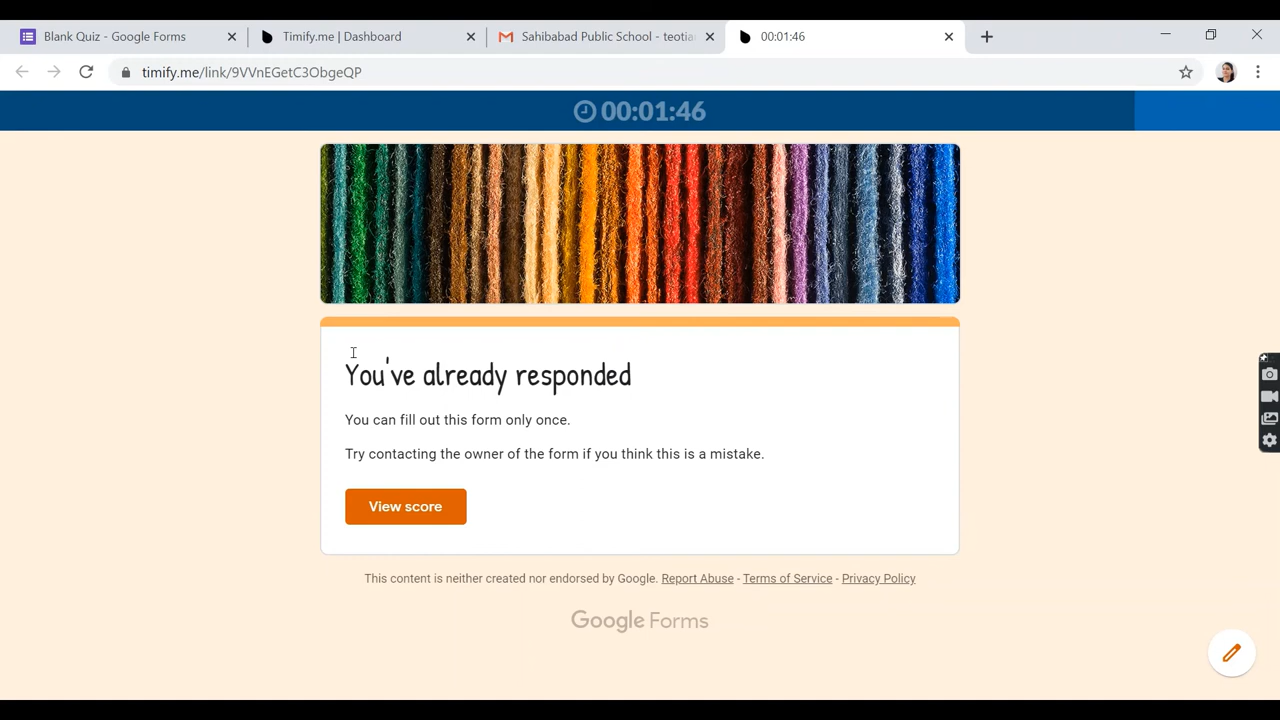 Blank Quiz - Google Forms
Timify.me | Dashboard
Sahibabad Public School - teotia
00:01:46
timify.me/link/9VVnEGetC3ObgeQP
00:01:46
You've already responded
You can fill out this form only once.
Try contacting the owner of the form if you think this is a mistake.
View score
This content is neither created nor endorsed by Google. Report Abuse - Terms of Service - Privacy Policy
Google Forms